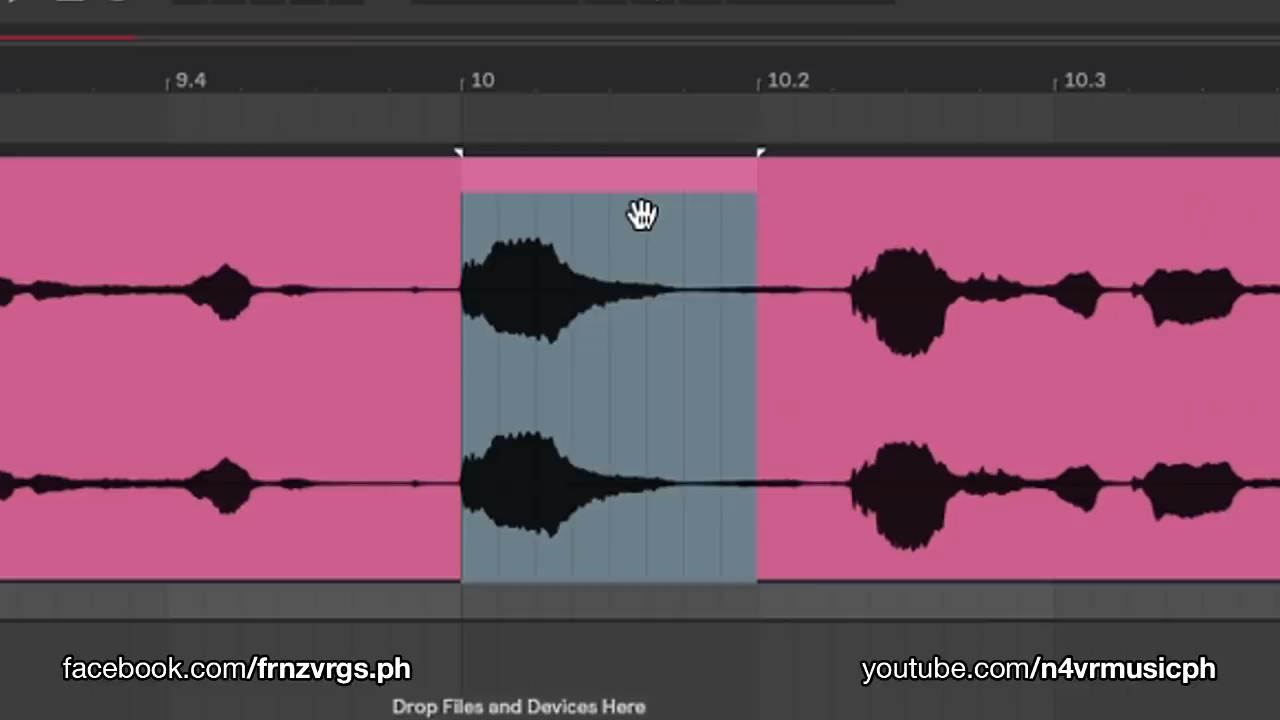 9.4 10 10.2 10.3
facebook.com/frnzvrgs.ph youtube.com/n4vrmusicph
Drop Files and Devices Here